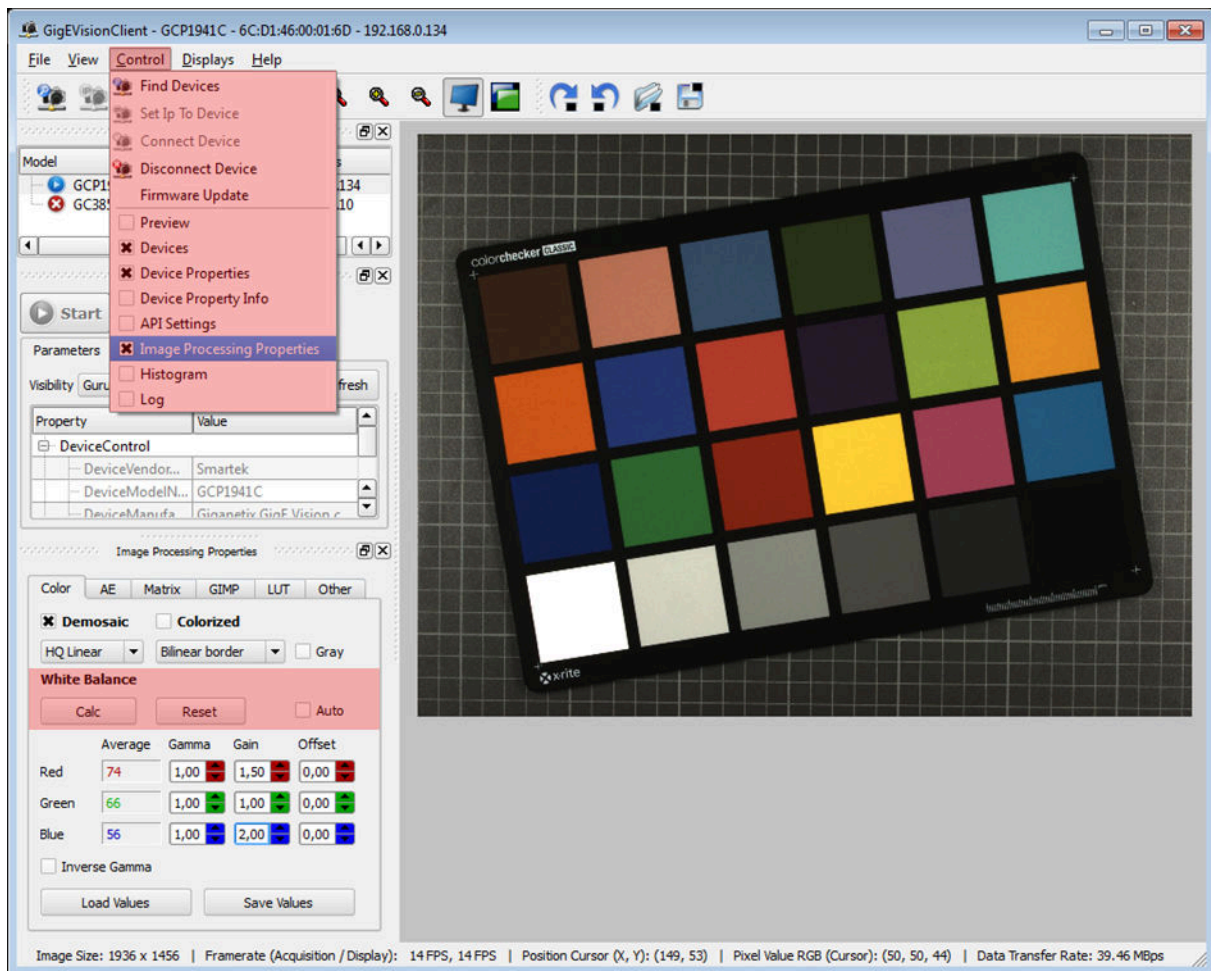 GigEVisionClient - GCP1941C - 6C:D1:46:00:01:6D - 192.168.0.134
File View Control Displays Help
Find Devices
Set Ip To Device
Connect Device
Disconnect Device
Firmware Update
Preview
Devices
Device Properties
Device Property Info
API Settings
Image Processing Properties
Histogram
Log
Model
GCP19 .134
GC385 .10
Start
Parameters
Visibility Guru fresh
Property Value
DeviceControl
DeviceVendor... Smartek
DeviceModelN... GCP1941C
DeviceManufa Giganetix GigE Vision c
Image Processing Properties
Color AE Matrix GIMP LUT Other
Demosaic Colorized
HQ Linear Bilinear border Gray
White Balance
Calc Reset Auto
Average Gamma Gain Offset
Red 74 1,00 1,50 0,00
Green 66 1,00 1,00 0,00
Blue 56 1,00 2,00 0,00
Inverse Gamma
Load Values Save Values
colorchecker CLASSIC
x-rite
Image Size: 1936 x 1456 | Framerate (Acquisition / Display): 14 FPS, 14 FPS | Position Cursor (X, Y): (149, 53) | Pixel Value RGB (Cursor): (50, 50, 44) | Data Transfer Rate: 39.46 MBps